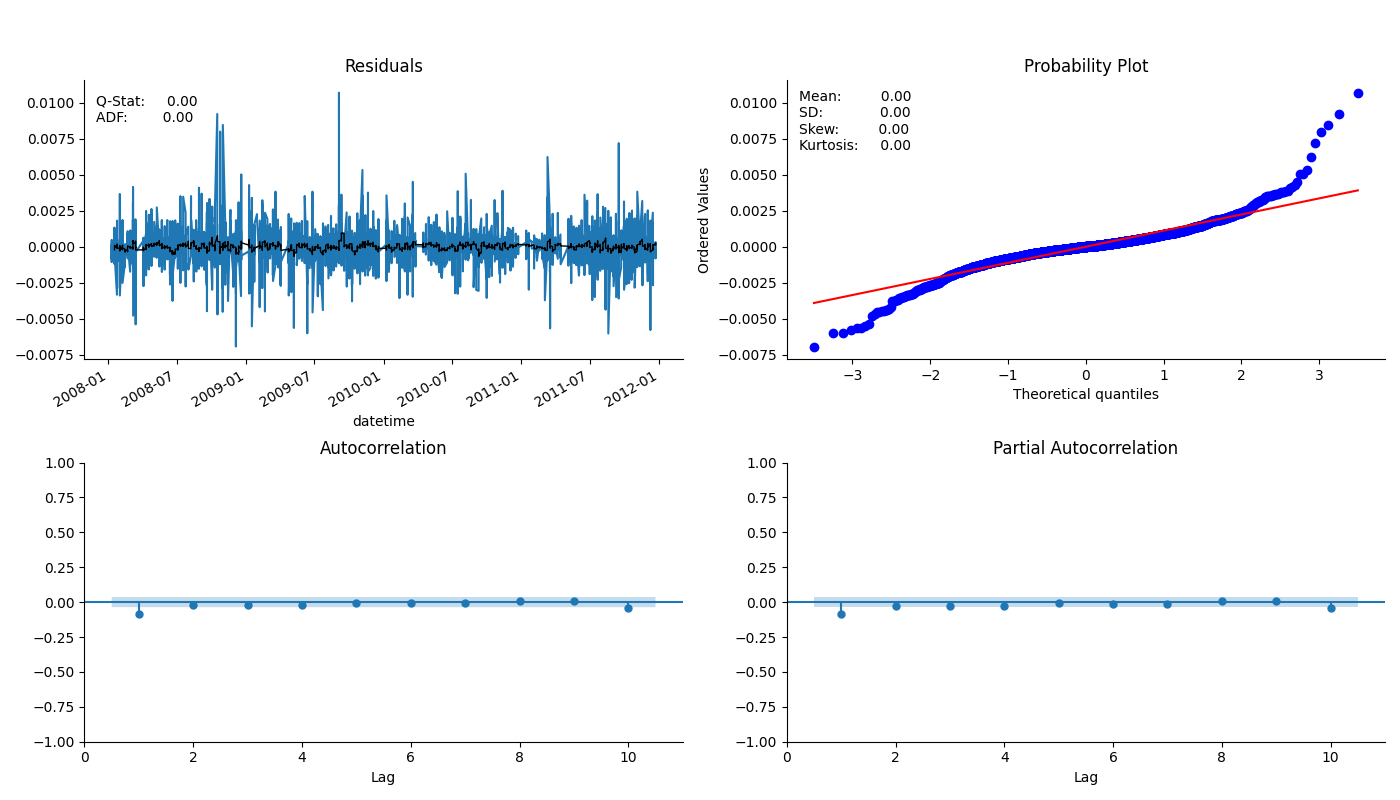 Residuals
Q-Stat: 0.00
ADF: 0.00
0.0100
0.0075
0.0050
0.0025
0.0000
−0.0025
−0.0050
−0.0075
2008-01 2008-07 2009-01 2009-07 2010-01 2010-07 2011-01 2011-07 2012-01
datetime
Probability Plot
Mean: 0.00
SD: 0.00
Skew: 0.00
Kurtosis: 0.00
Ordered Values
0.0100
0.0075
0.0050
0.0025
0.0000
−0.0025
−0.0050
−0.0075
−3 −2 −1 0 1 2 3
Theoretical quantiles
Autocorrelation
1.00
0.75
0.50
0.25
0.00
−0.25
−0.50
−0.75
−1.00
0 2 4 6 8 10
Lag
Partial Autocorrelation
1.00
0.75
0.50
0.25
0.00
−0.25
−0.50
−0.75
−1.00
0 2 4 6 8 10
Lag